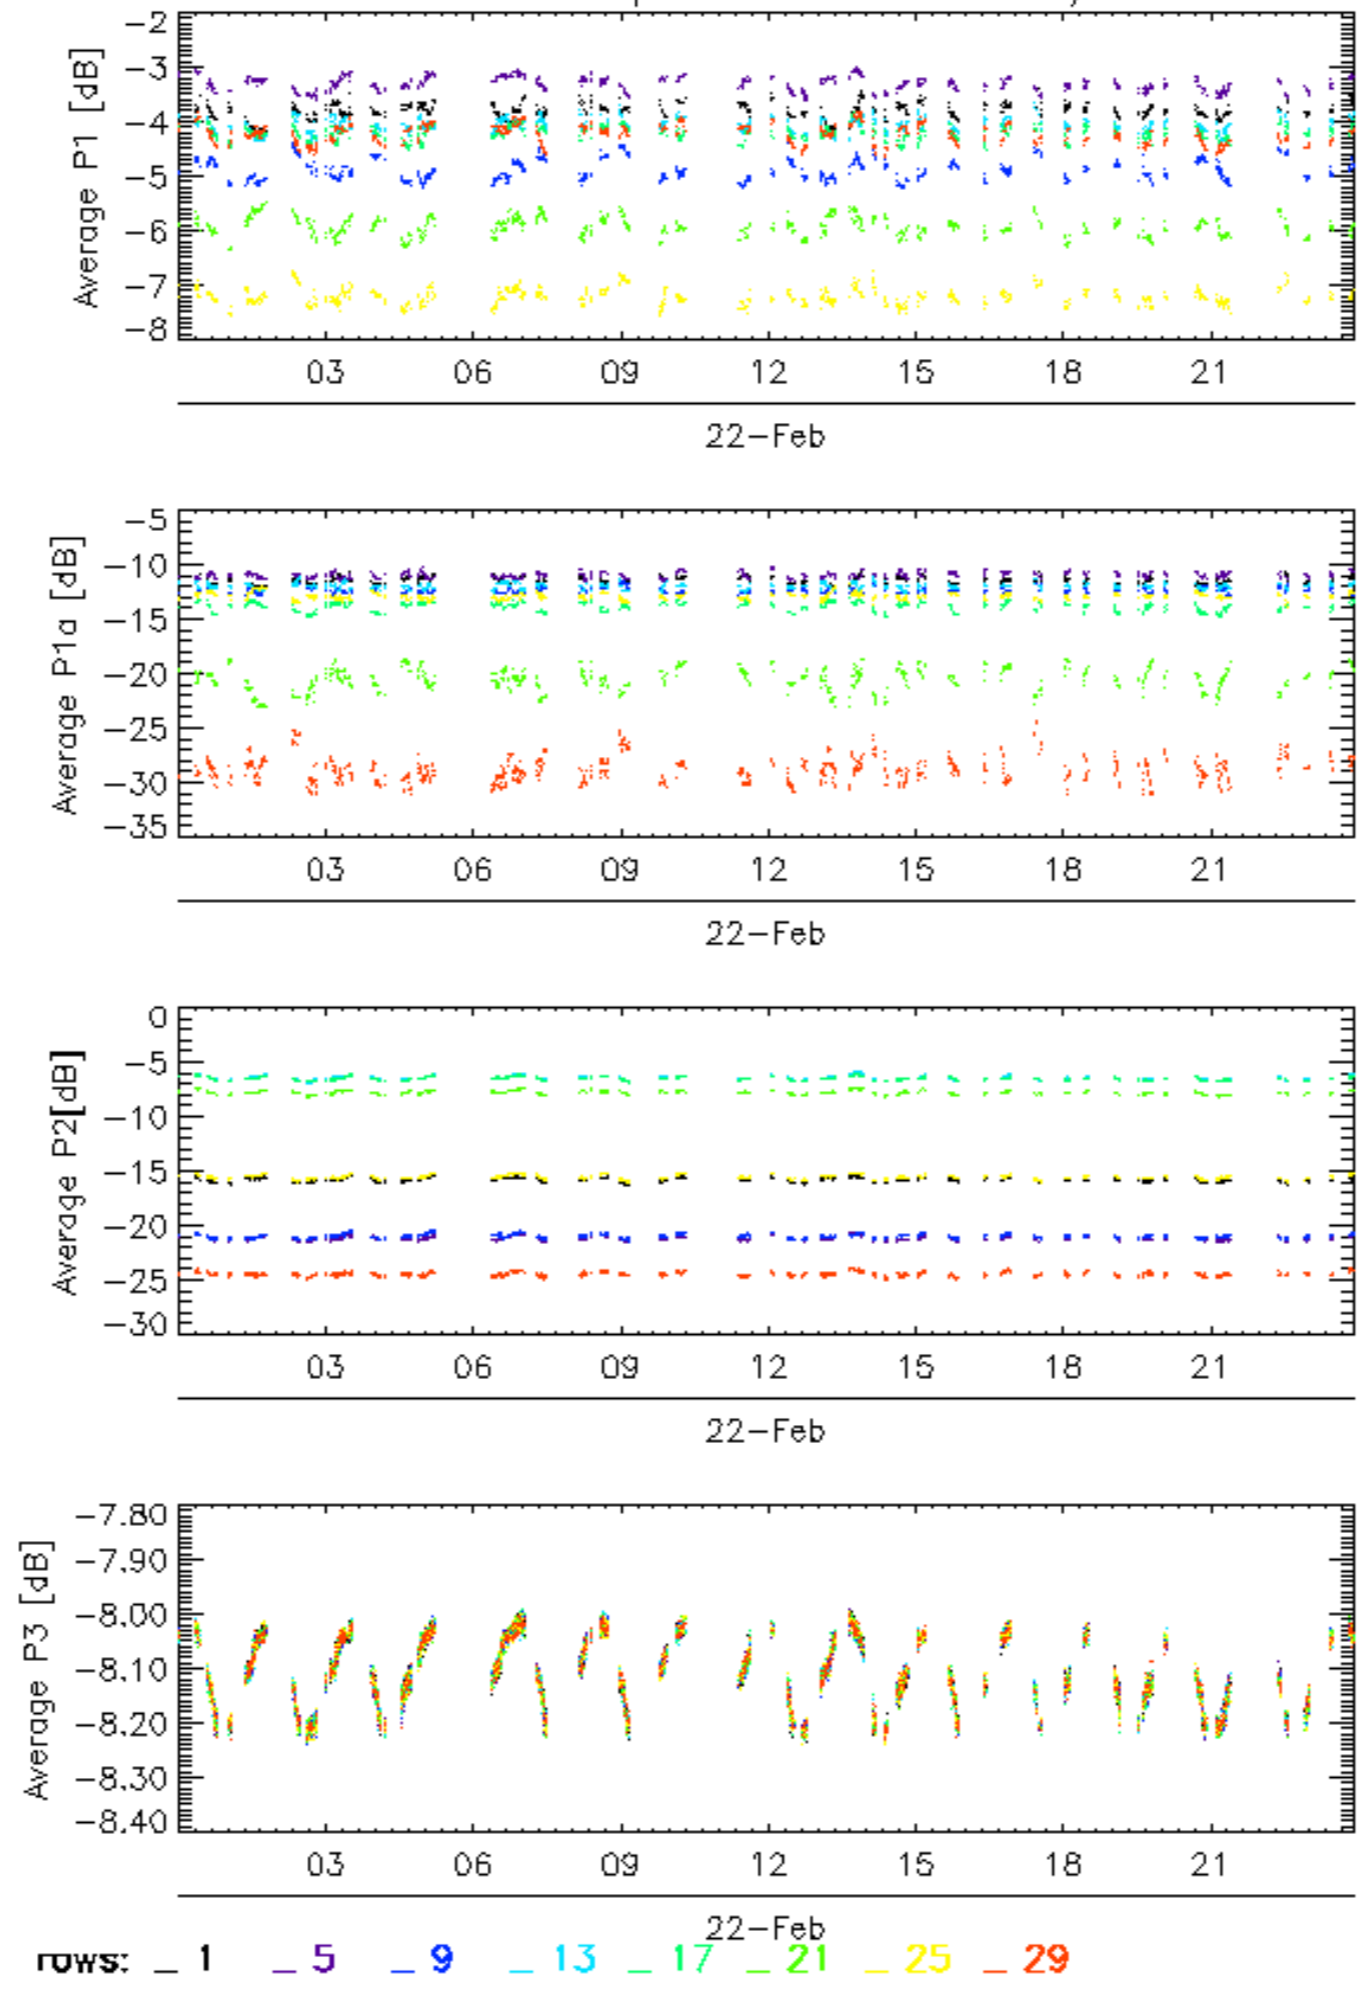 Average P1 [dB]
-2
-3
-4
-5
-6
-7
-8
03 06 09 12 15 18 21
22-Feb
Average P1a [dB]
-5
-10
-15
-20
-25
-30
-35
03 06 09 12 15 18 21
22-Feb
Average P2[dB]
0
-5
-10
-15
-20
-25
-30
03 06 09 12 15 18 21
22-Feb
Average P3 [dB]
-7.80
-7.90
-8.00
-8.10
-8.20
-8.30
-8.40
03 06 09 12 15 18 21
22-Feb
rows: _ 1 _ 5 _ 9 _ 13 _ 17 _ 21 _ 25 _ 29